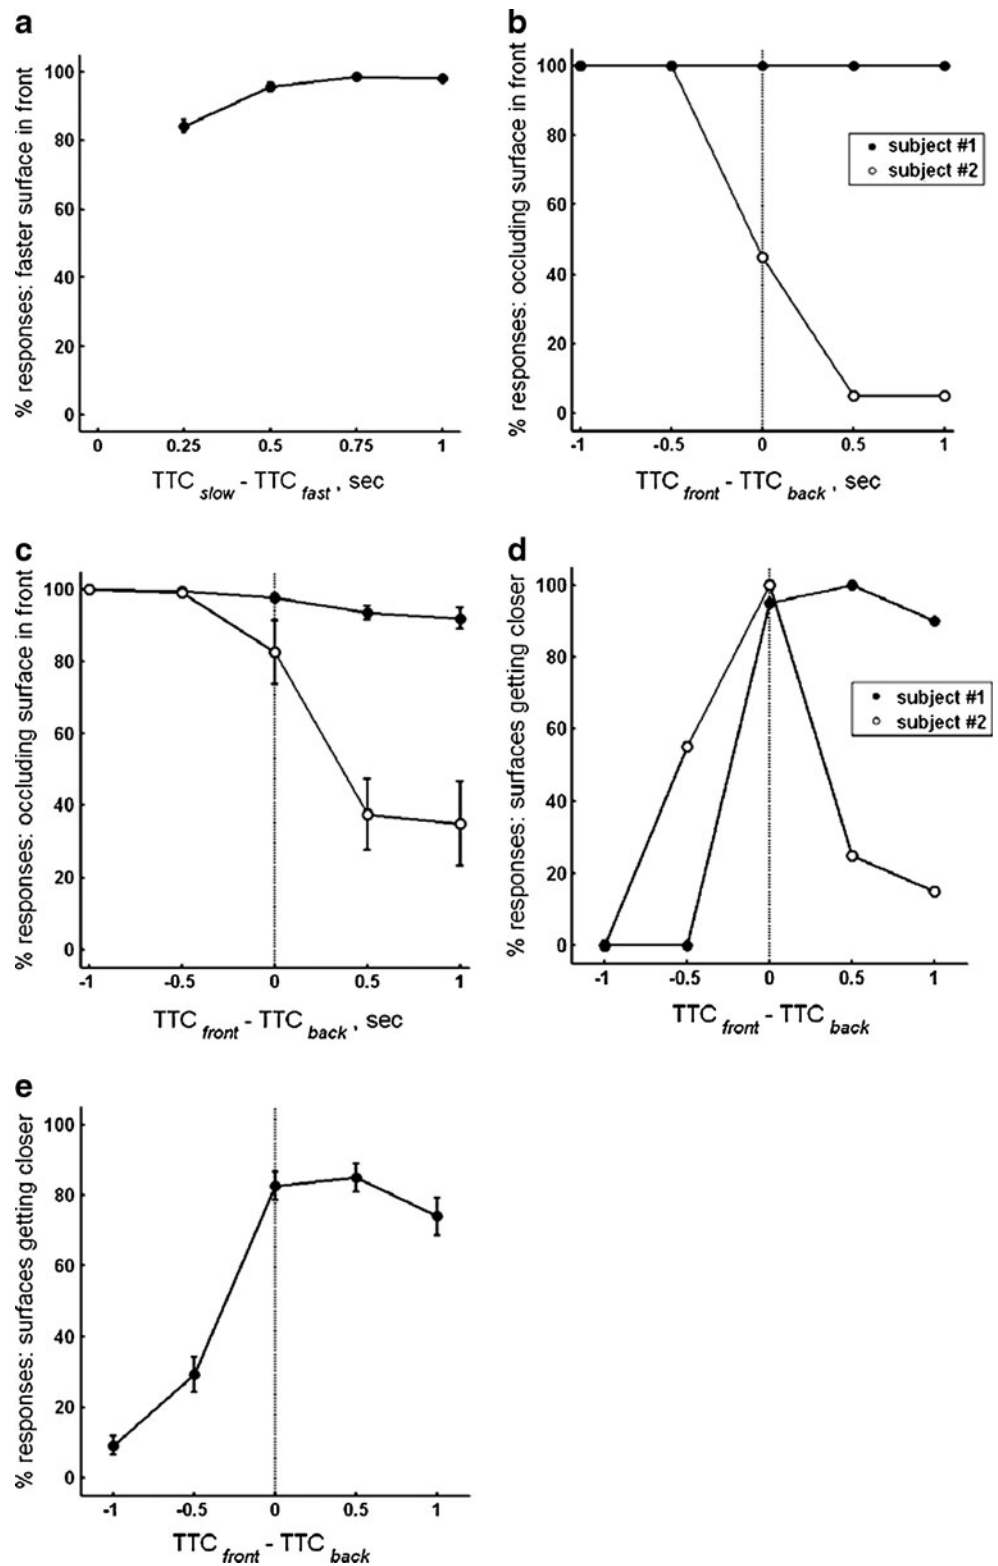 a
% responses: faster surface in front
100
80
60
40
20
0
0 0.25 0.5 0.75 1
TTC slow - TTC fast, sec
b
% responses: occluding surface in front
100
80
60
40
20
0
subject #1
subject #2
-1 -0.5 0 0.5 1
TTC front - TTC back, sec
c
% responses: occluding surface in front
100
80
60
40
20
0
-1 -0.5 0 0.5 1
TTC front - TTC back, sec
d
% responses: surfaces getting closer
100
80
60
40
20
0
subject #1
subject #2
-1 -0.5 0 0.5 1
TTC front - TTC back
e
% responses: surfaces getting closer
100
80
60
40
20
0
-1 -0.5 0 0.5 1
TTC front - TTC back